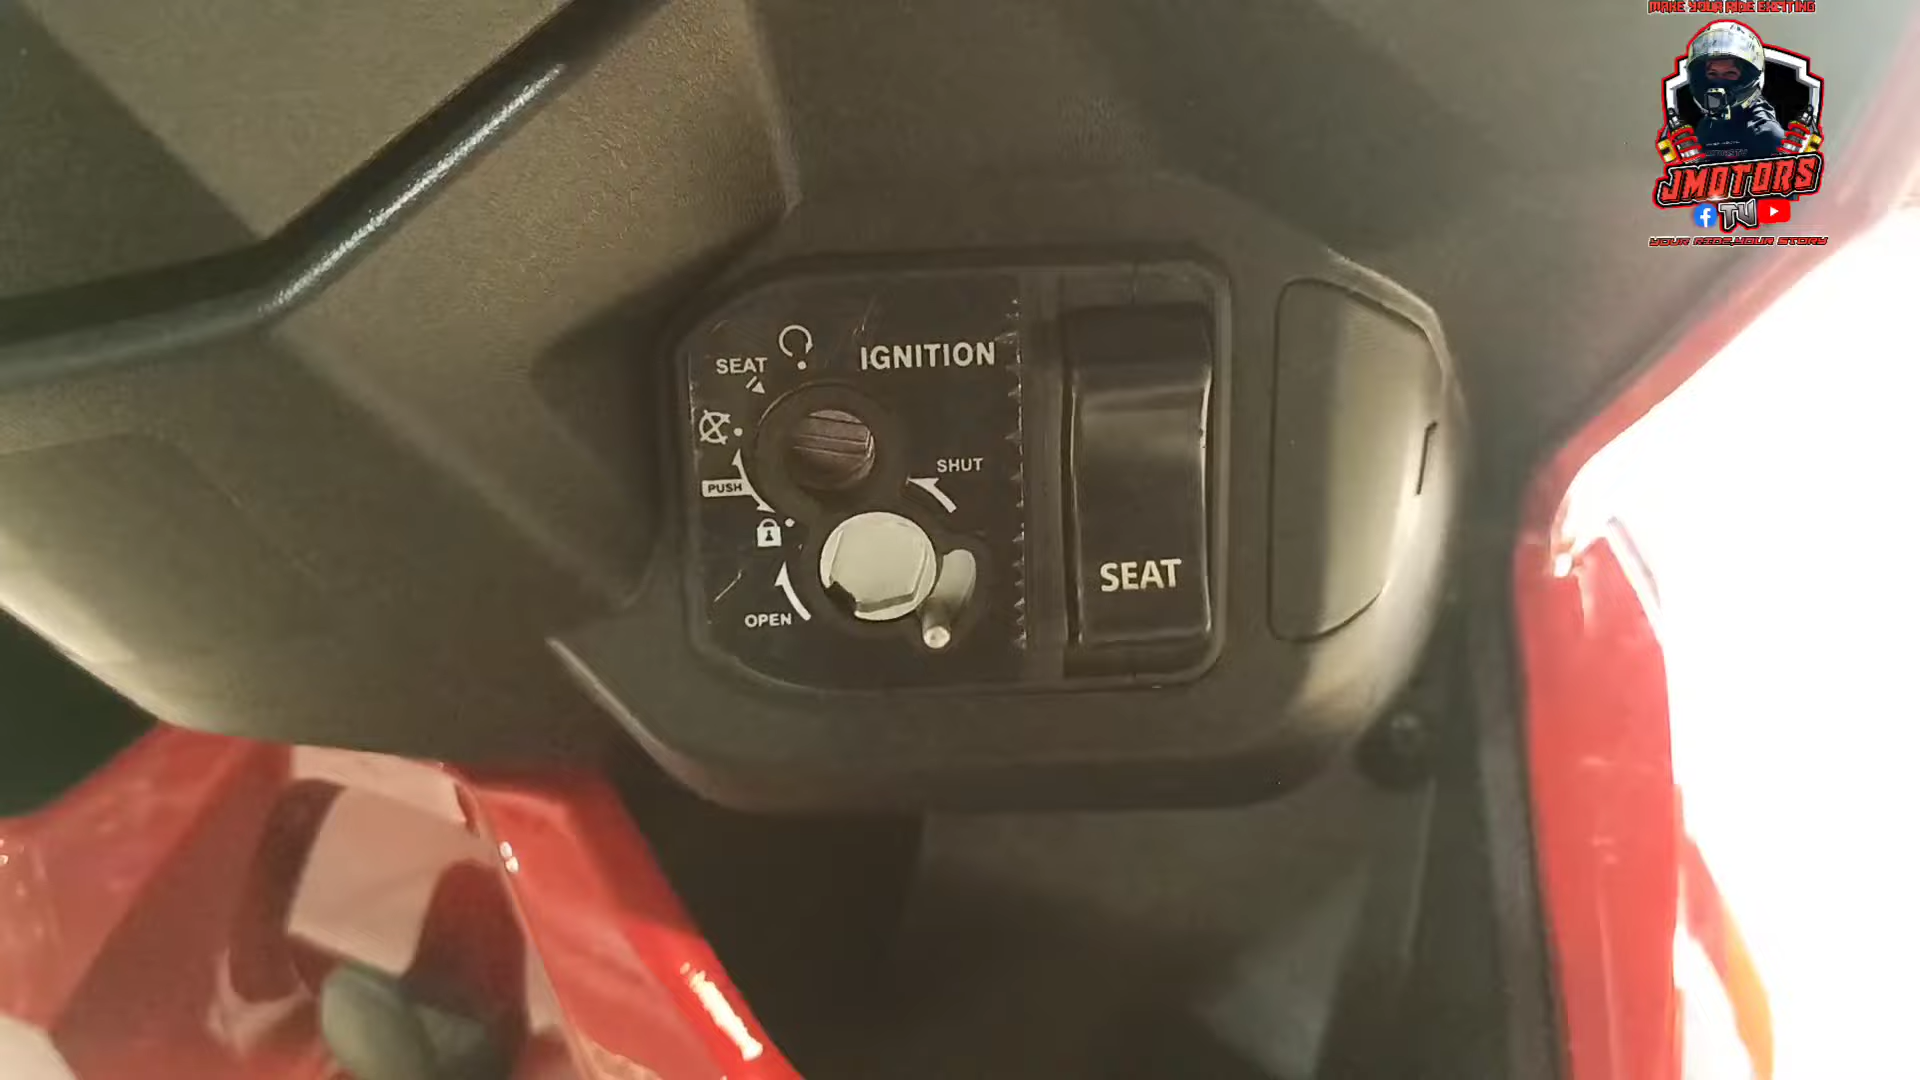 MAKE YOUR RIDE EXCITING
JMOTORS
TV
YOUR RIDE, YOUR STORY
SEAT
IGNITION
PUSH
SHUT
OPEN
SEAT